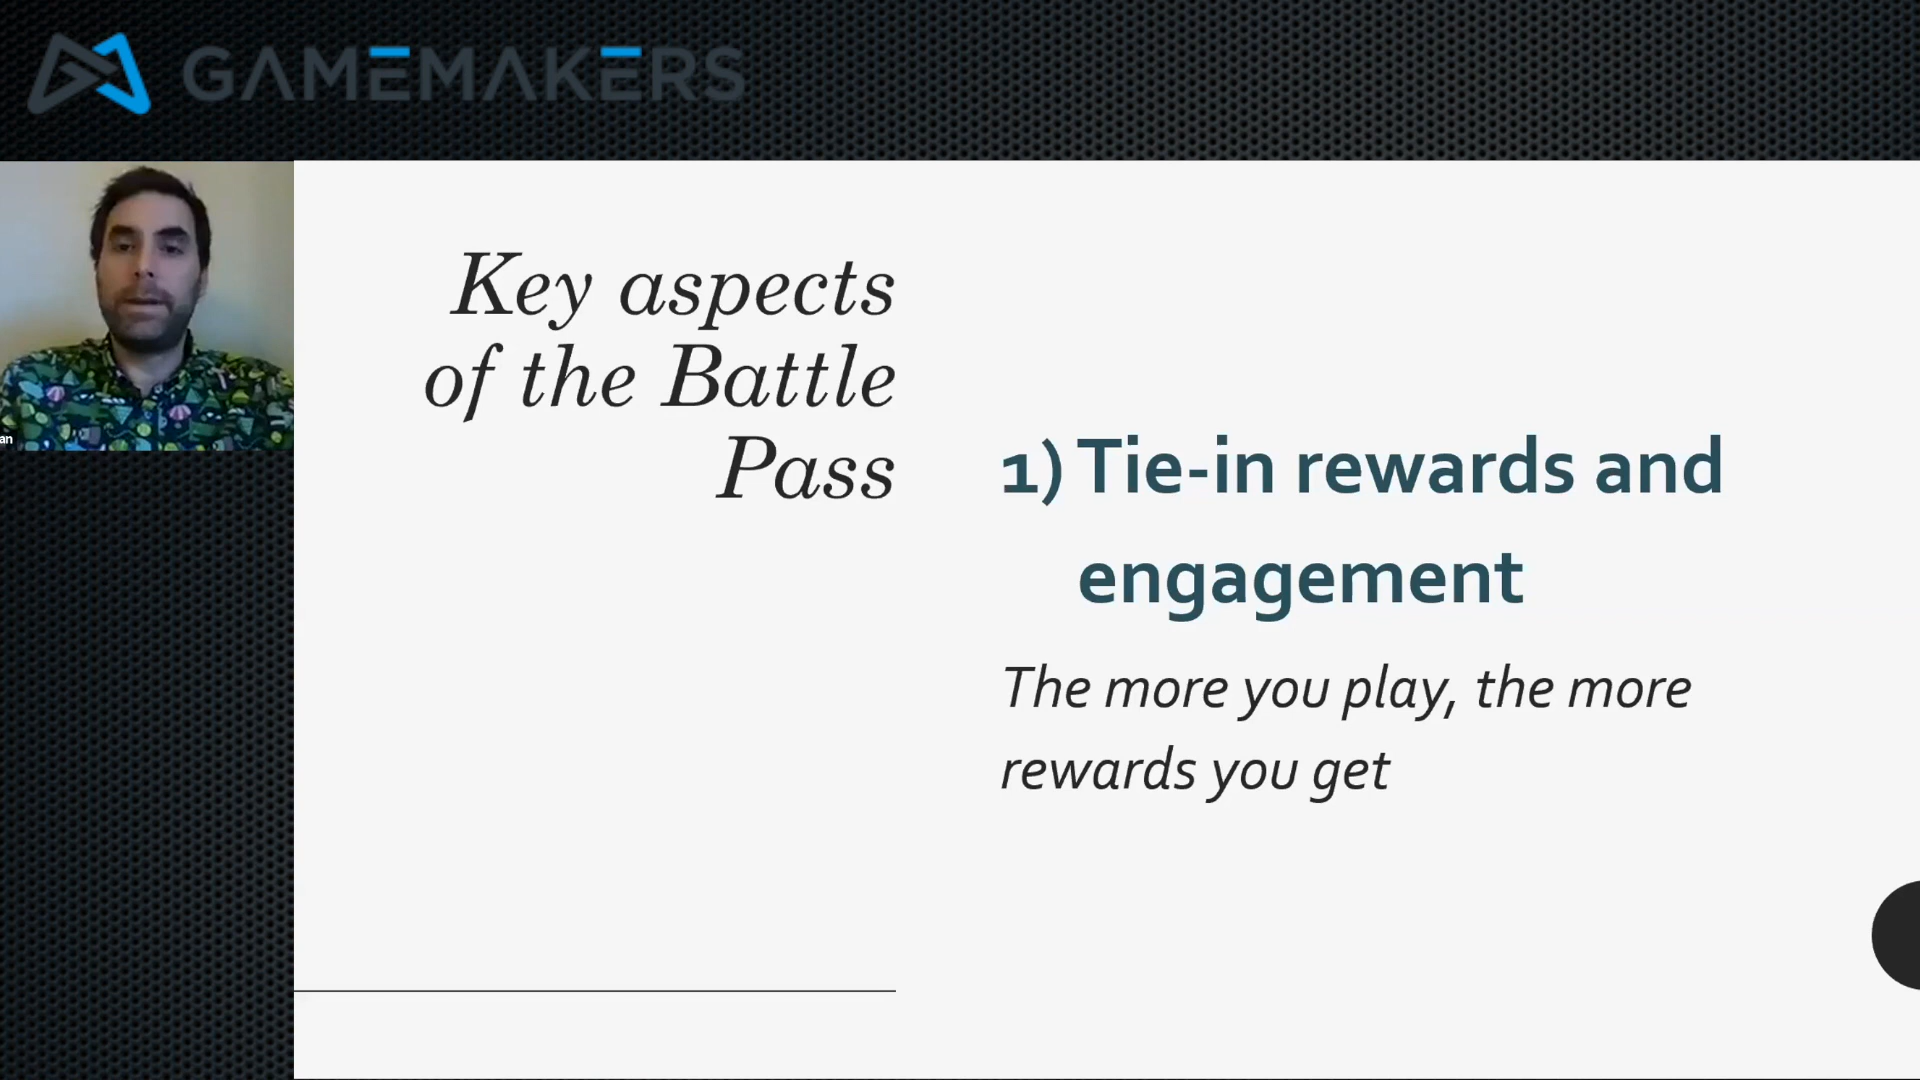 GAMEMAKERS
an
Key aspects
of the Battle
Pass
1) Tie-in rewards and
engagement
The more you play, the more
rewards you get